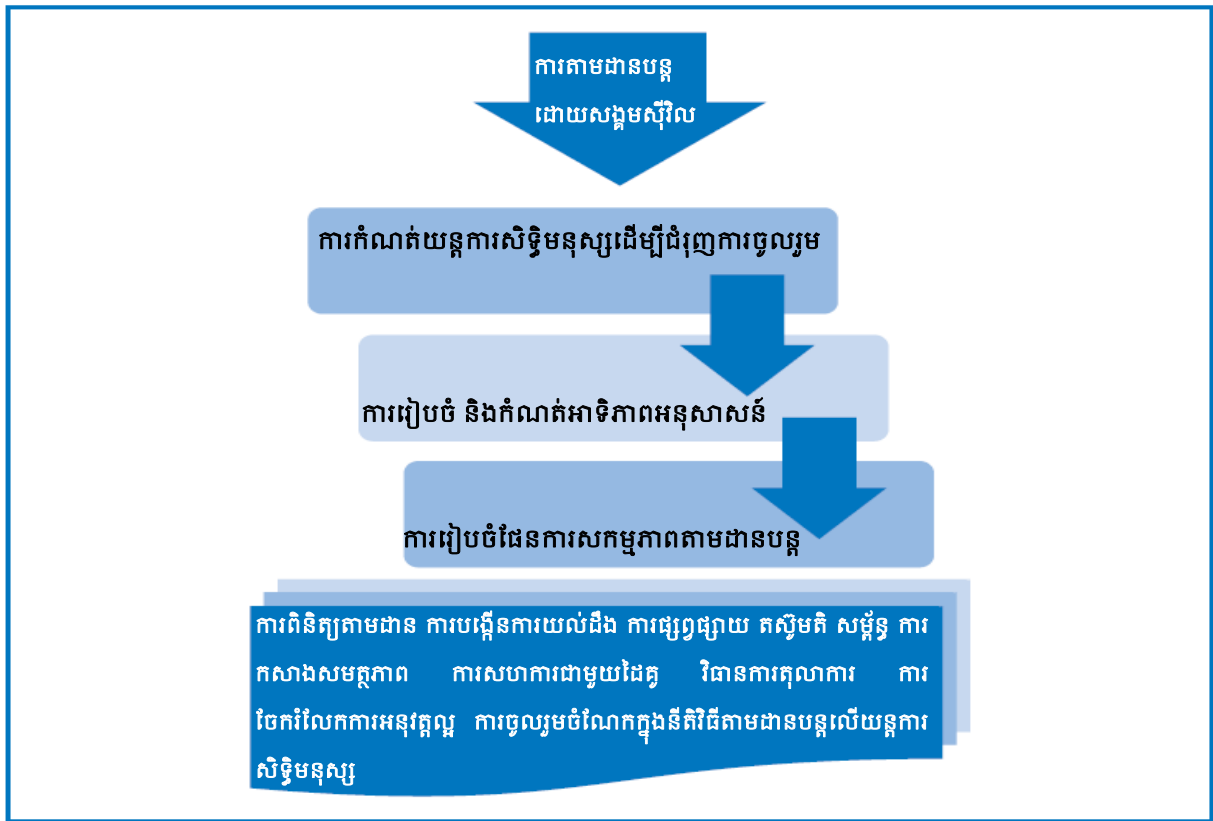 ការតាមដានបន្ត
ដោយសង្គមស៊ីវិល
ការកំណត់យន្តការសិទ្ធិមនុស្សដើម្បីជំរុញការចូលរួម
ការរៀបចំ និងកំណត់អាទិភាពអនុសាសន៍
ការរៀបចំផែនការសកម្មភាពតាមដានបន្ត
ការពិនិត្យតាមដាន ការបង្កើនការយល់ដឹង ការផ្សព្វផ្សាយ តស៊ូមតិ សម្ព័ន្ធ ការ
កសាងសមត្ថភាព ការសហការជាមួយដៃគូ វិធានការតុលាការ ការ
ចែករំលែកការអនុវត្តល្អ ការចូលរួមចំណែកក្នុងនីតិវិធីតាមដានបន្តលើយន្តការ
សិទ្ធិមនុស្ស